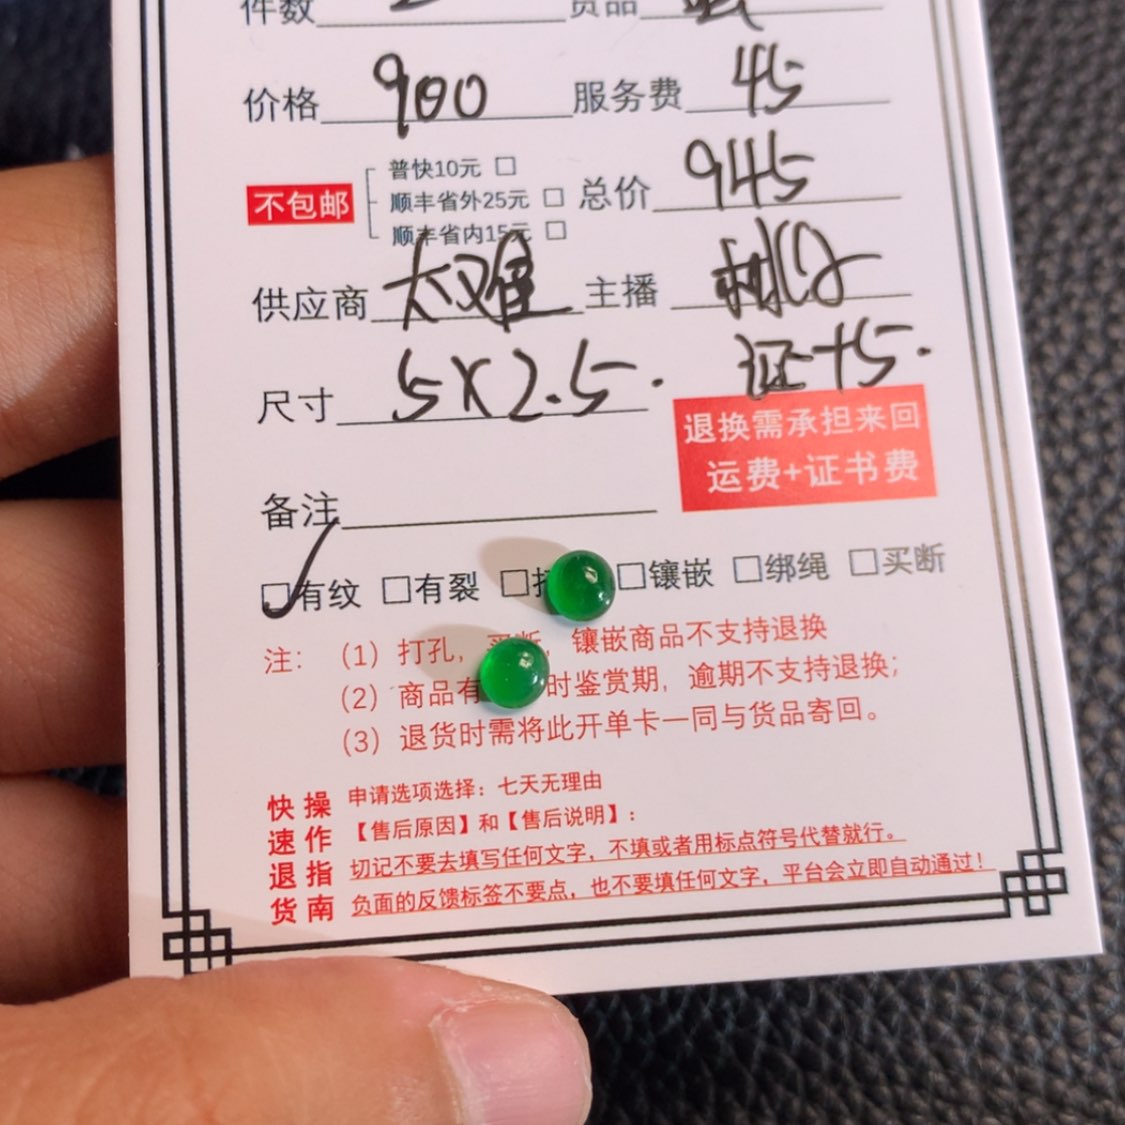 件数 2 货品
价格 900 服务费 45
不包邮
普快10元 □
顺丰省外25元 □
顺丰省内15元 □
总价 945
供应商 太难 主播
尺寸 5X2.5. 证+5.
退换需承担来回
运费+证书费
备注
□有纹 □有裂 □打 □镶嵌 □绑绳 □买断
注: (1) 打孔, 买断, 镶嵌商品不支持退换
(2) 商品有 时鉴赏期, 逾期不支持退换;
(3) 退货时需将此开单卡一同与货品寄回。
快操 申请选项选择: 七天无理由
速作 【售后原因】和【售后说明】:
退指 切记不要去填写任何文字, 不填或者用标点符号代替就行。
货南 负面的反馈标签不要点, 也不要填任何文字, 平台会立即自动通过!